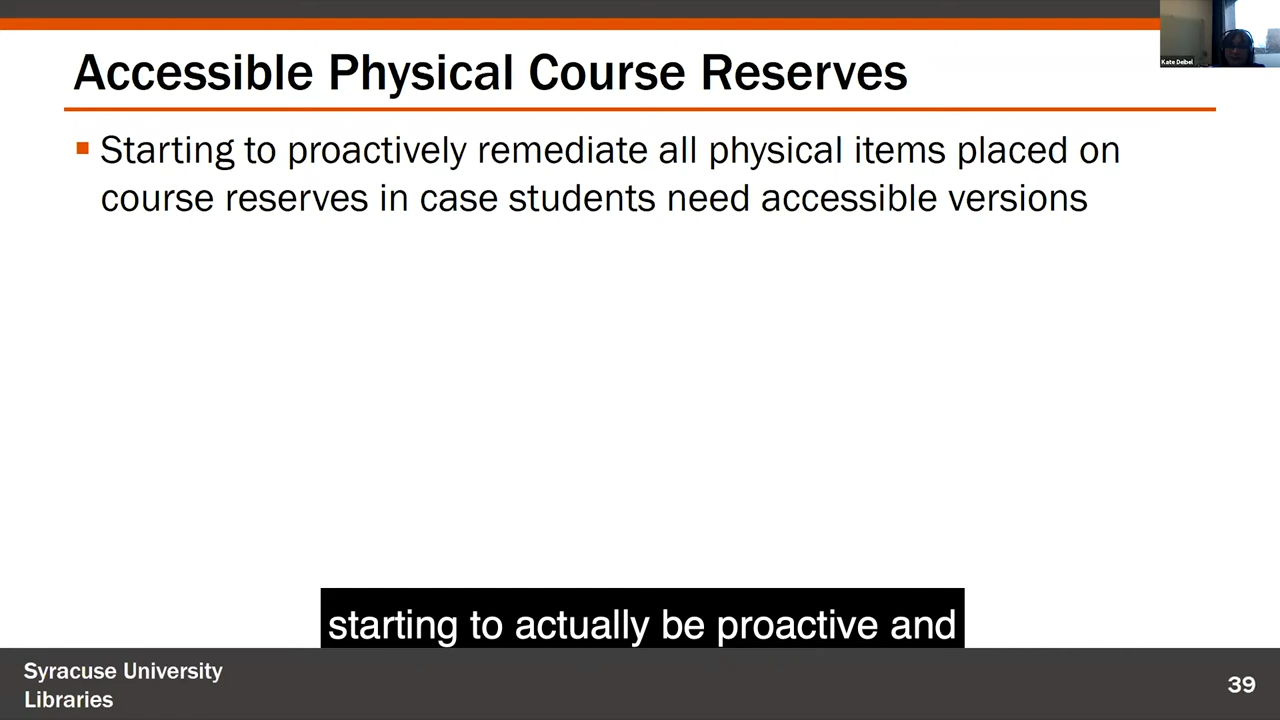 Accessible Physical Course Reserves
Kate Deibel
Starting to proactively remediate all physical items placed on
course reserves in case students need accessible versions
starting to actually be proactive and
Syracuse University
Libraries
39